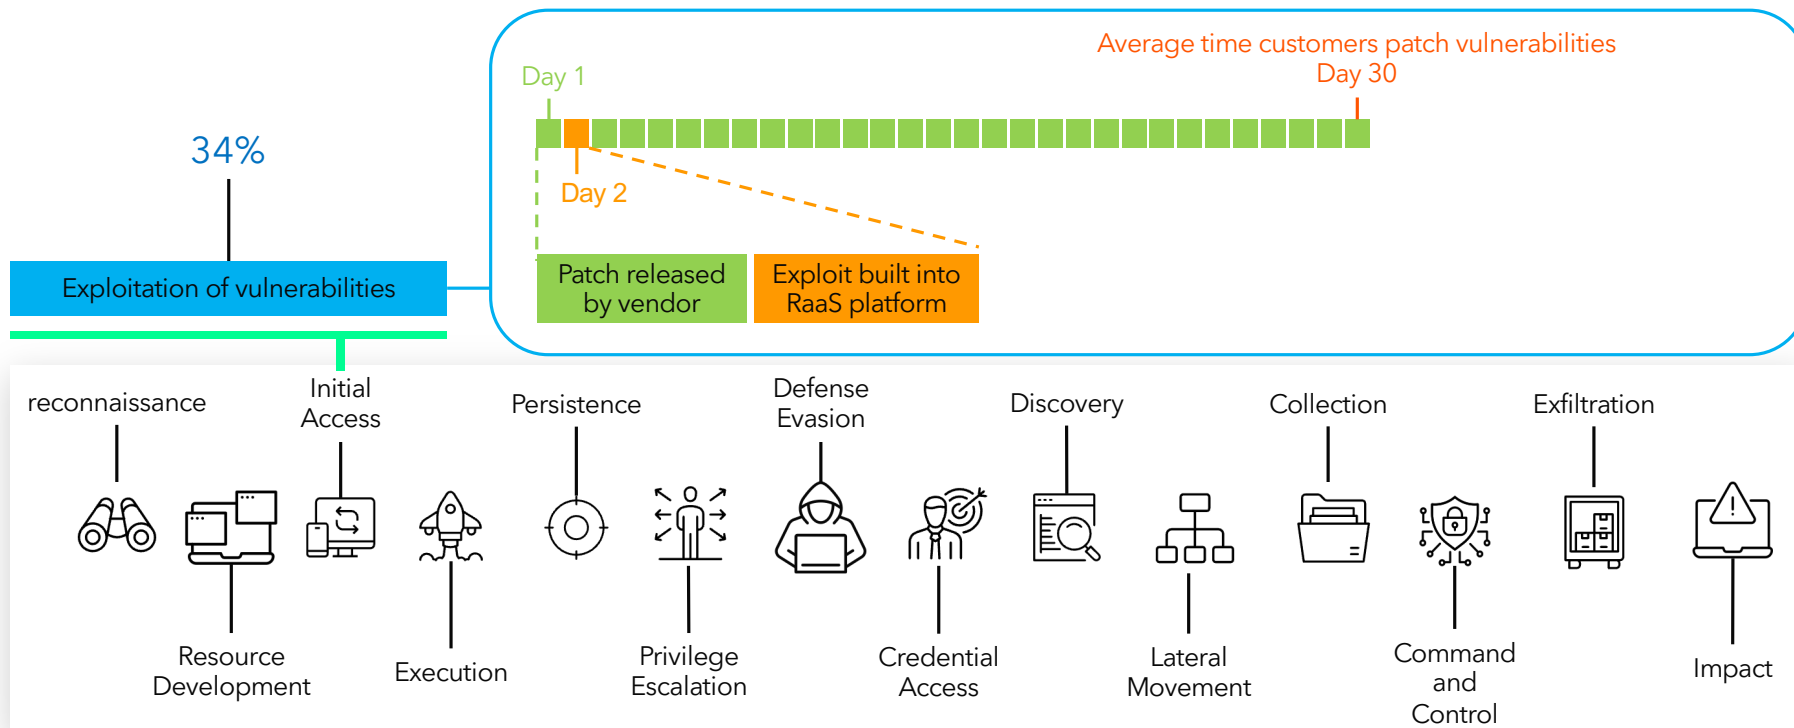 Average time customers patch vulnerabilities
Day 30
Day 1
34%
Day 2
Exploitation of vulnerabilities
Patch released
by vendor
Exploit built into
RaaS platform
reconnaissance
Initial
Access
Persistence
Defense
Evasion
Discovery
Collection
Exfiltration
Resource
Development
Execution
Privilege
Escalation
Credential
Access
Lateral
Movement
Command
and
Control
Impact